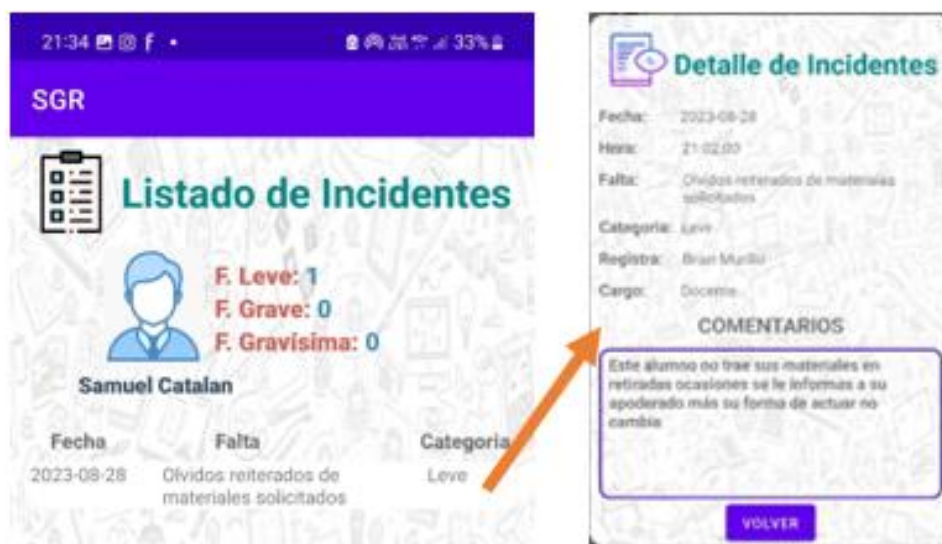 21:34
33%
SGR
Listado de Incidentes
F. Leve: 1
F. Grave: 0
F. Gravísima: 0
Samuel Catalan
Fecha Falta Categoria
2023-08-28 Olvidos reiterados de Leve
materiales solicitados
Detalle de Incidentes
Fecha: 2023-08-28
Hora: 21:02:00
Falta: Olvidos reiterados de materiales
solicitados
Categoria: Leve
Registra: Brian Murillo
Cargo: Docente
COMENTARIOS
Este alumno no trae sus materiales en
retiradas ocasiones se le informas a su
apoderado más su forma de actuar no
cambia
VOLVER